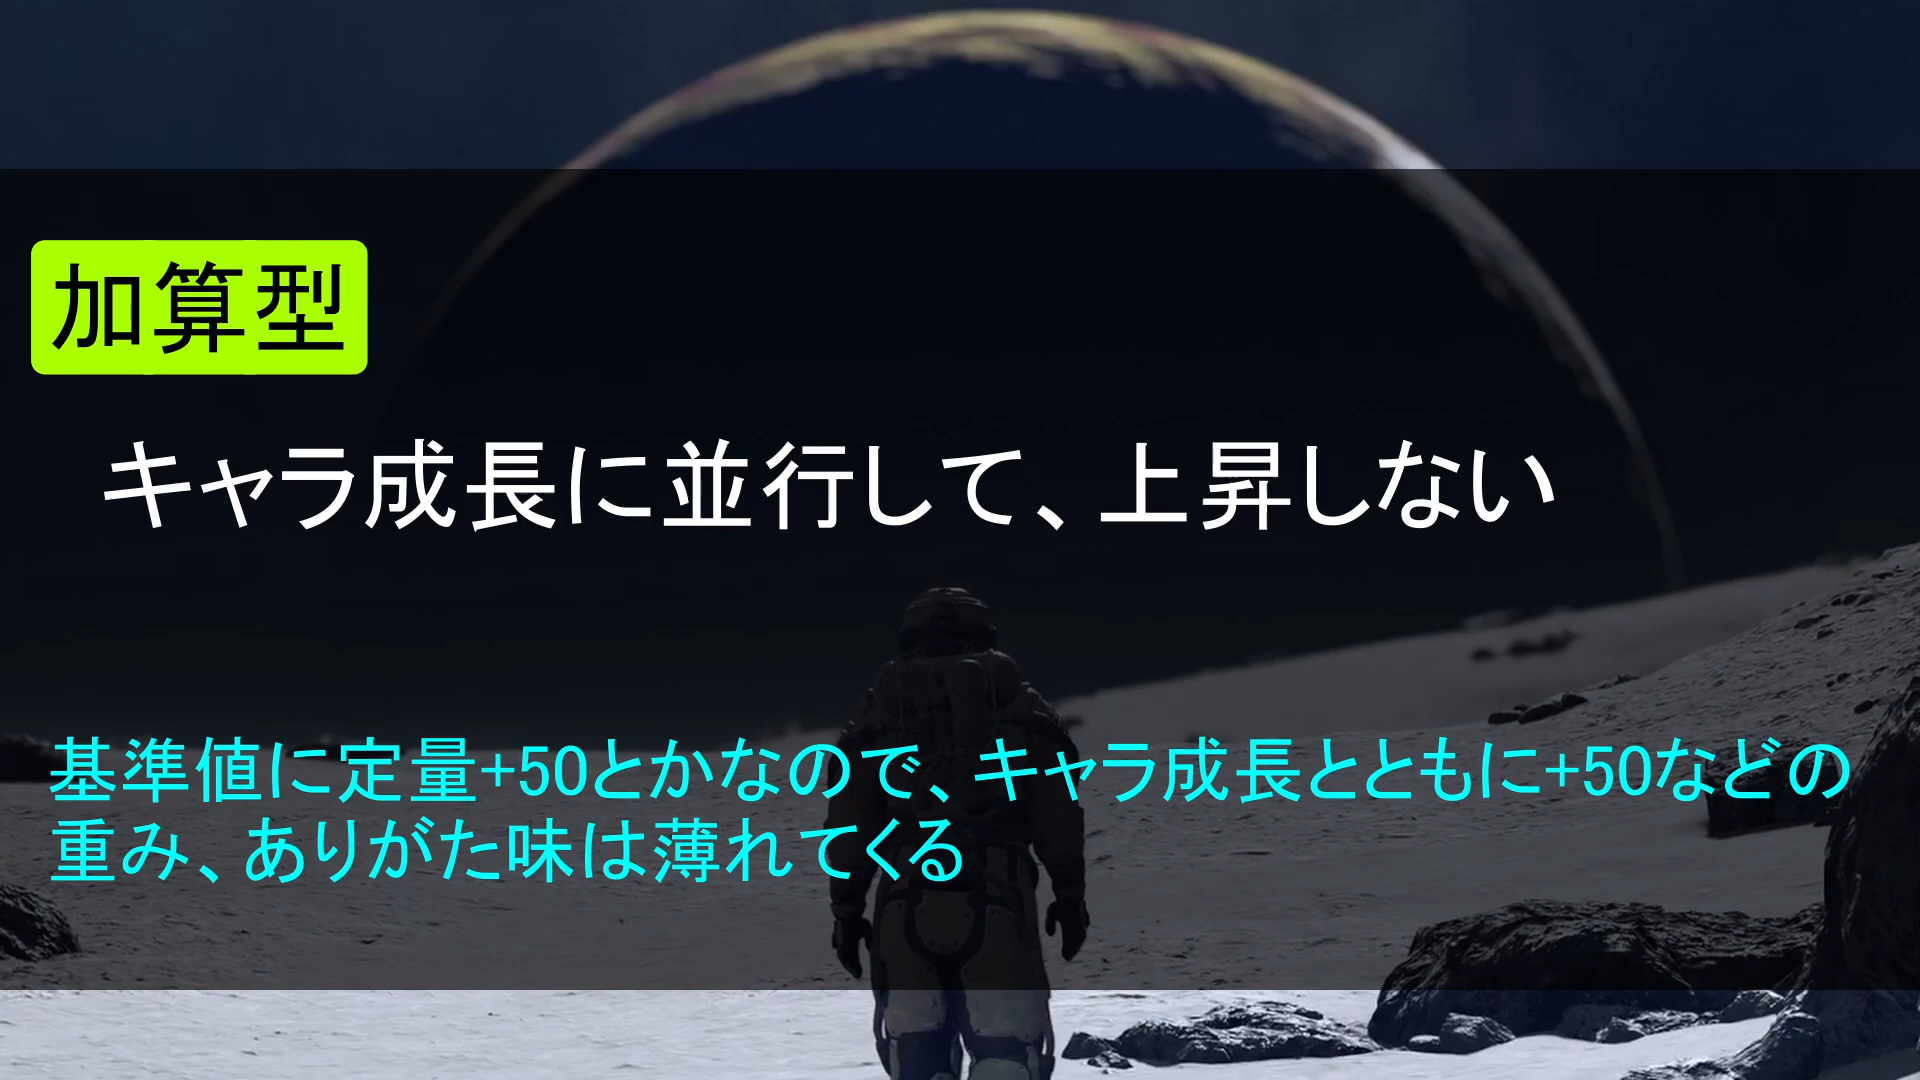 加算型
キャラ成長に並行して、上昇しない
基準値に定量+50とかなので、キャラ成長とともに+50などの
重み、ありがた味は薄れてくる